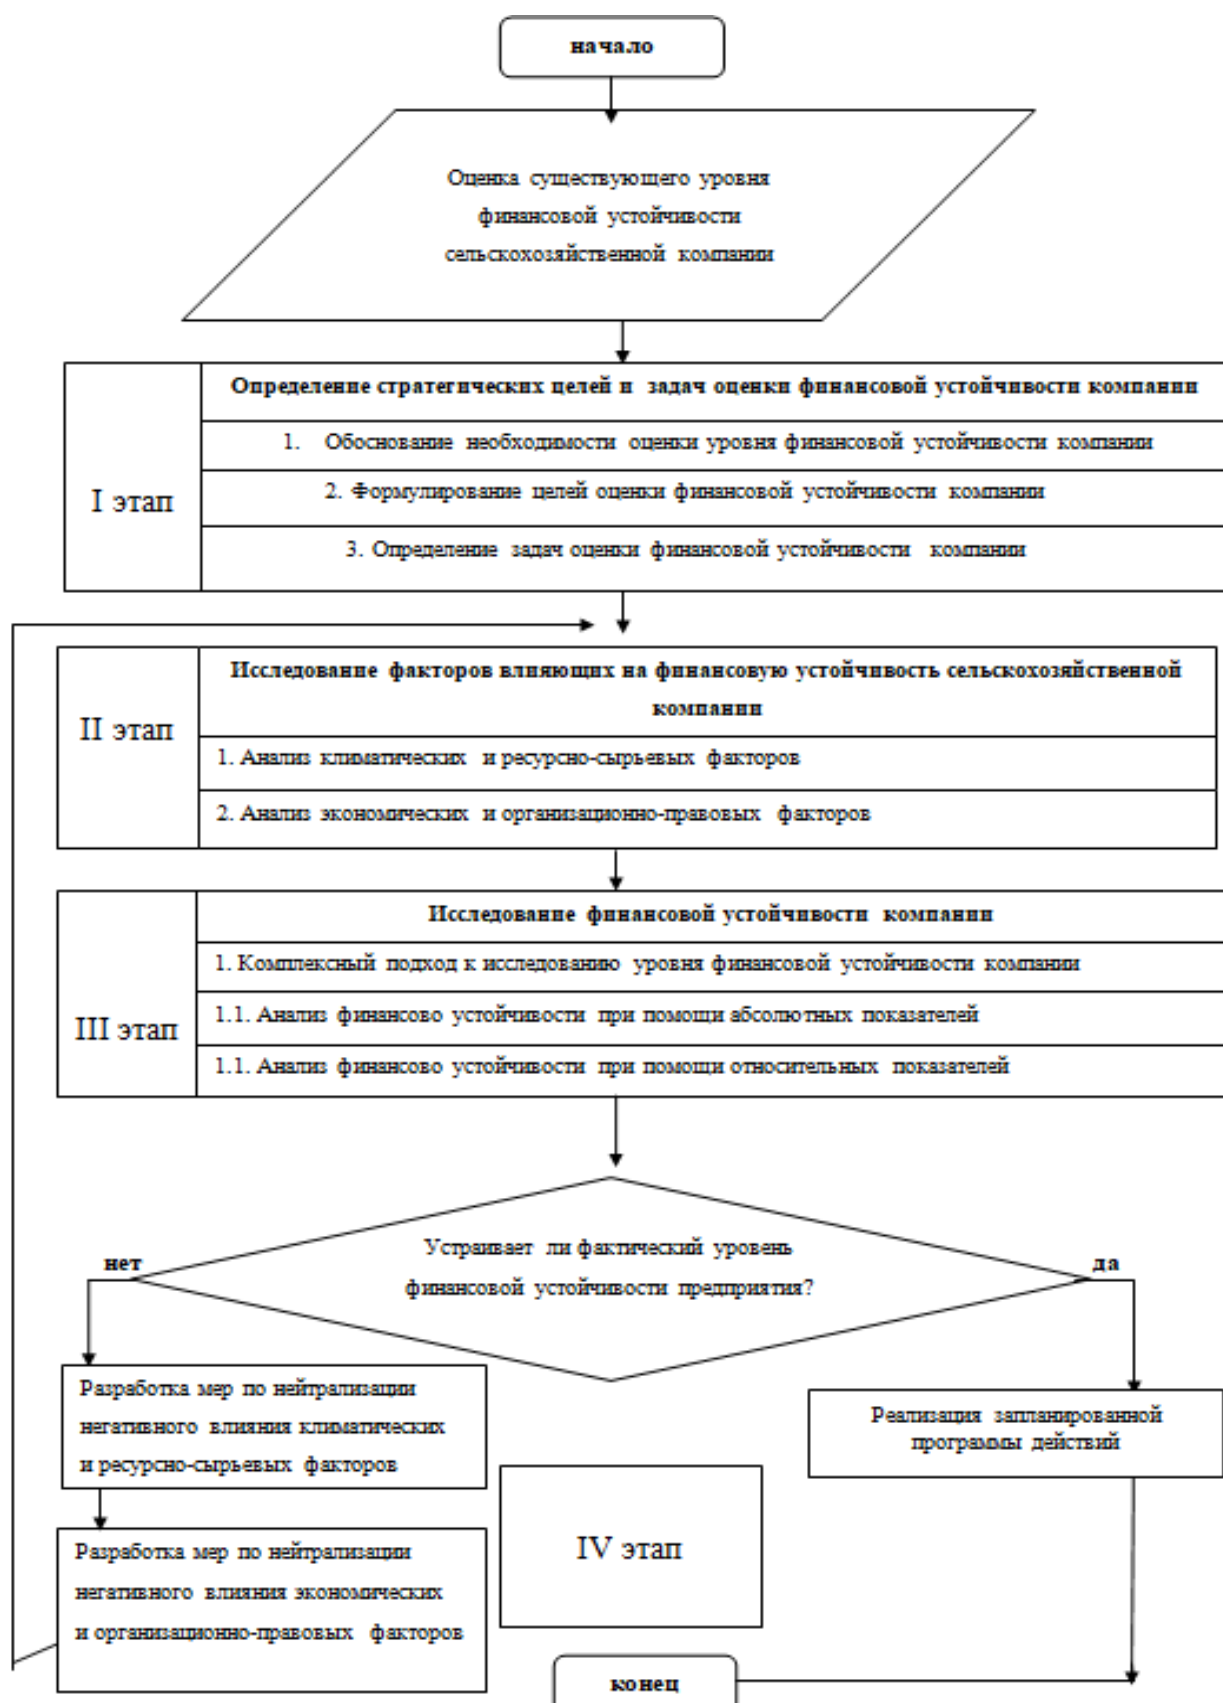 начало
Оценка существующего уровня
финансовой устойчивости
сельскохозяйственной компании
I этап
Определение стратегических целей и задач оценки финансовой устойчивости компании
1. Обоснование необходимости оценки уровня финансовой устойчивости компании
2. Формулирование целей оценки финансовой устойчивости компании
3. Определение задач оценки финансовой устойчивости компании
II этап
Исследование факторов влияющих на финансовую устойчивость сельскохозяйственной
компании
1. Анализ климатических и ресурсно-сырьевых факторов
2. Анализ экономических и организационно-правовых факторов
III этап
Исследование финансовой устойчивости компании
1. Комплексный подход к исследованию уровня финансовой устойчивости компании
1.1. Анализ финансово устойчивости при помощи абсолютных показателей
1.1. Анализ финансово устойчивости при помощи относительных показателей
Устраивает ли фактический уровень
финансовой устойчивости предприятия?
нет
да
Разработка мер по нейтрализации
негативного влияния климатических
и ресурсно-сырьевых факторов
Реализация запланированной
программы действий
IV этап
Разработка мер по нейтрализации
негативного влияния экономических
и организационно-правовых факторов
конец